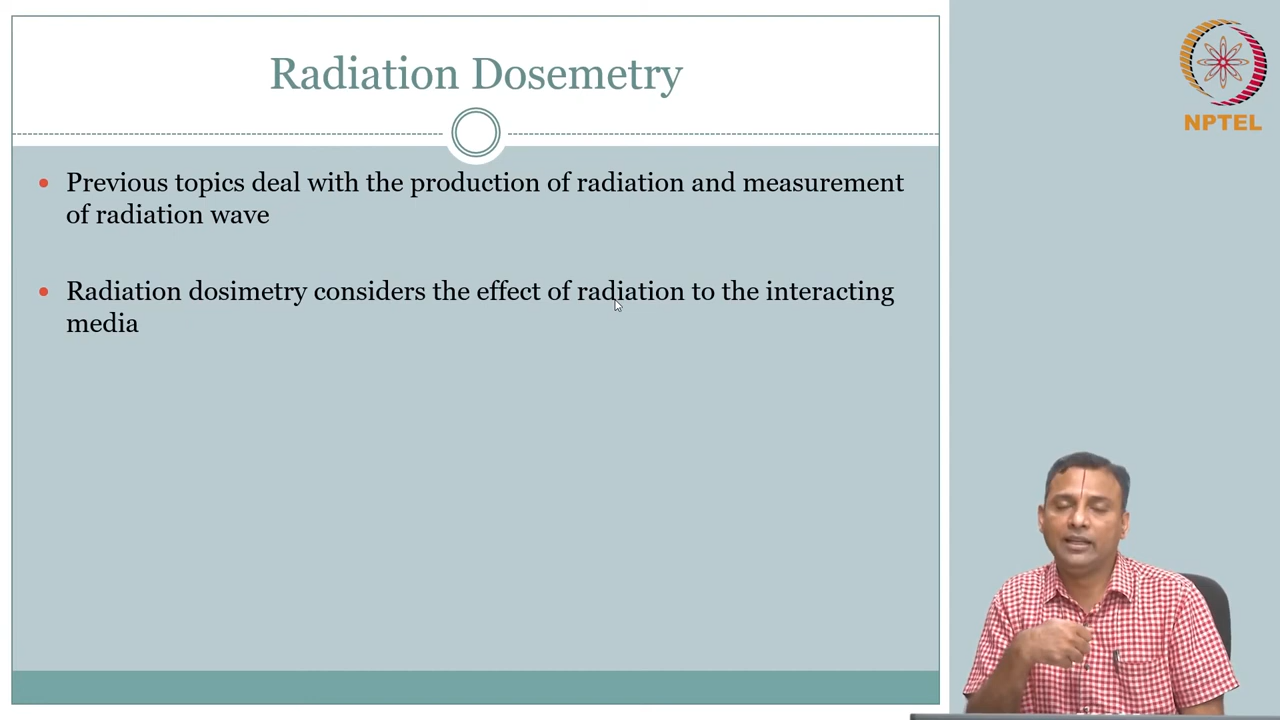 Radiation Dosemetry
NPTEL
Previous topics deal with the production of radiation and measurement
of radiation wave
Radiation dosimetry considers the effect of radiation to the interacting
media